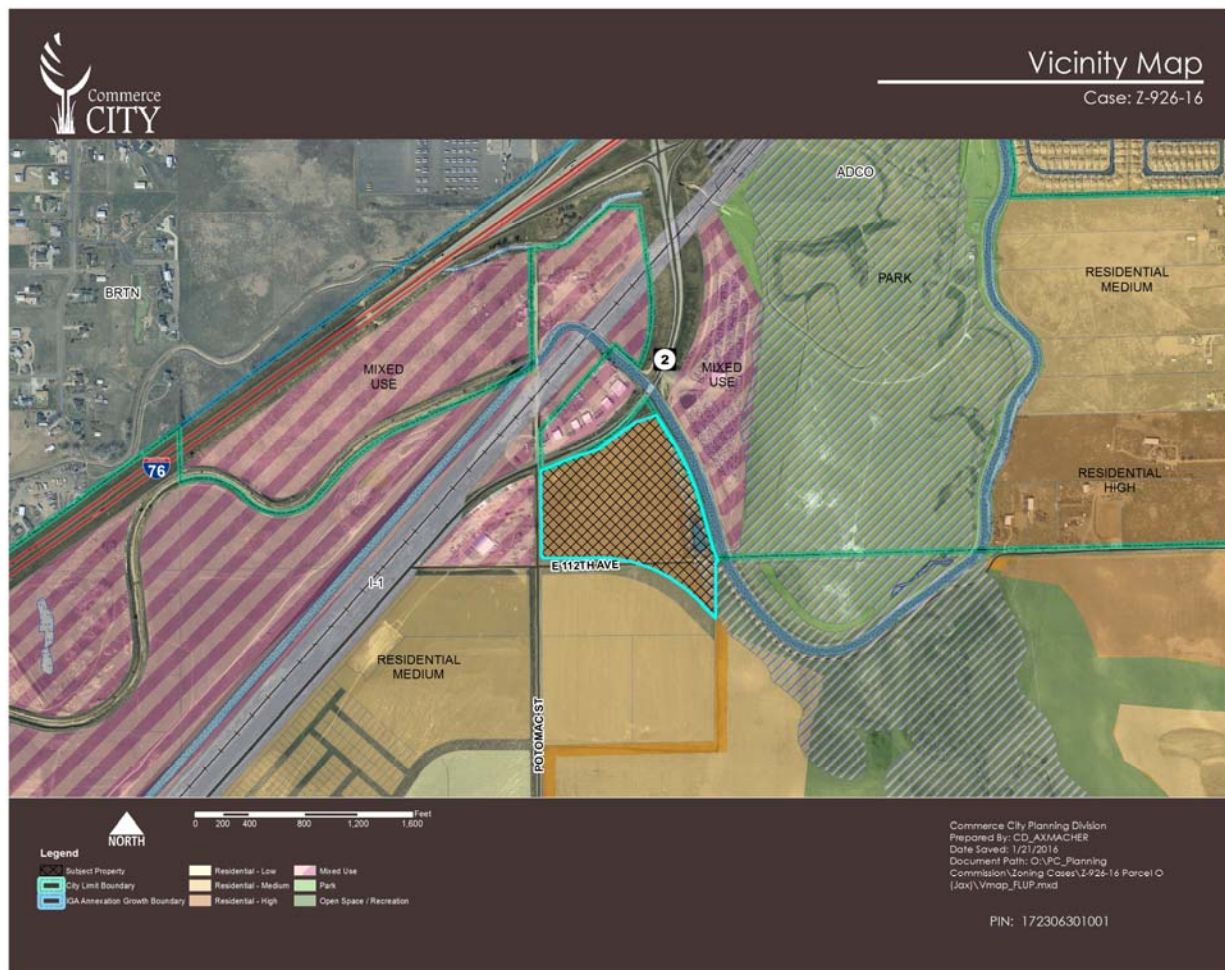 Commerce
CITY
Vicinity Map
Case: Z-926-16
ADCO
BRTN
PARK
RESIDENTIAL
MEDIUM
MIXED
USE
2
MIXED
USE
76
RESIDENTIAL
HIGH
E 112TH AVE
I-1
RESIDENTIAL
MEDIUM
POTOMAC ST
NORTH
Feet
0 200 400 800 1,200 1,600
Legend
Subject Property
City Limit Boundary
IGA Annexation Growth Boundary
Residential - Low
Residential - Medium
Residential - High
Mixed Use
Park
Open Space / Recreation
Commerce City Planning Division
Prepared By: CD_AXMACHER
Date Saved: 1/21/2016
Document Path: O:\PC_Planning
Commission\Zoning Cases\Z-926-16 Parcel O
(Jax)\Vmap_FLUP.mxd
PIN: 172306301001